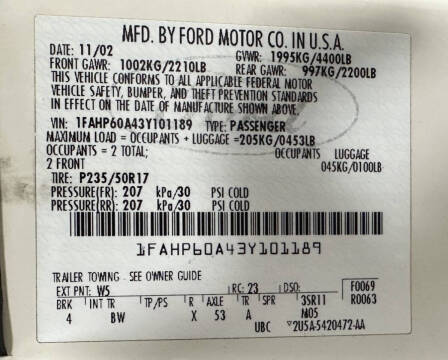 MFD. BY FORD MOTOR CO. IN U.S.A.
DATE: 11/02 GVWR: 1995KG/4400LB
FRONT GAWR: 1002KG/2210LB REAR GAWR: 997KG/2200LB
THIS VEHICLE CONFORMS TO ALL APPLICABLE FEDERAL MOTOR
VEHICLE SAFETY, BUMPER, AND THEFT PREVENTION STANDARDS
IN EFFECT ON THE DATE OF MANUFACTURE SHOWN ABOVE.
VIN: 1FAHP60A43Y101189 TYPE: PASSENGER
MAXIMUM LOAD = OCCUPANTS + LUGGAGE = 205KG/0453LB
OCCUPANTS = 2 TOTAL; OCCUPANTS LUGGAGE
2 FRONT 045KG/0100LB
TIRE: P235/50R17
PRESSURE(FR): 207 kPa/30 PSI COLD
PRESSURE(RR): 207 kPa/30 PSI COLD
1FAHP60A43Y101189
TRAILER TOWING - SEE OWNER GUIDE
EXT PNT: W5 RC: 23 DSO: F0069
BRK INT TR TP/PS R AXLE TR SPR 3SR11 R0063
4 BW X 53 A M05
UBC 2U5A-5420472-AA